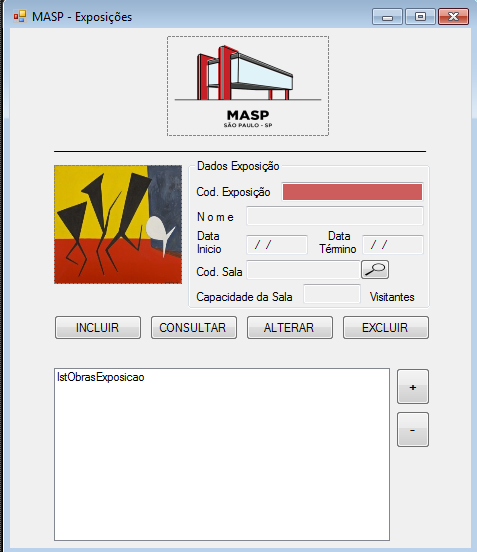 MASP - Exposições
MASP
SÃO PAULO - SP
Dados Exposição
Cod. Exposição
N o m e
Data Inicio
/ /
Data Término
/ /
Cod. Sala
Capacidade da Sala
Visitantes
INCLUIR
CONSULTAR
ALTERAR
EXCLUIR
lstObrasExposicao
+
-